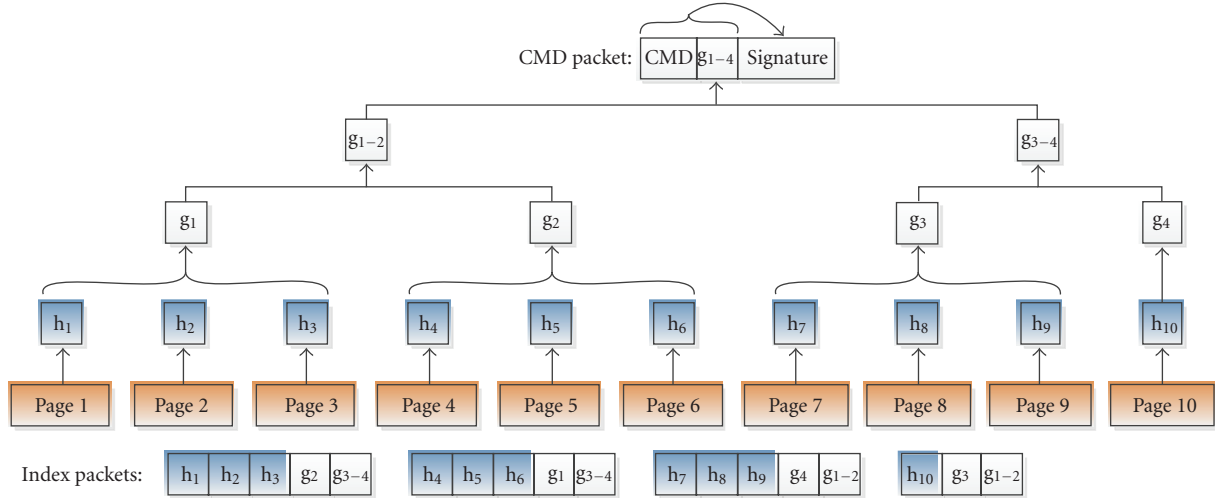 CMD packet: CMD g1−4 Signature
g1−2 g3−4
g1 g2 g3 g4
h1 h2 h3 h4 h5 h6 h7 h8 h9 h10
Page 1 Page 2 Page 3 Page 4 Page 5 Page 6 Page 7 Page 8 Page 9 Page 10
Index packets: h1 h2 h3 g2 g3−4 h4 h5 h6 g1 g3−4 h7 h8 h9 g4 g1−2 h10 g3 g1−2